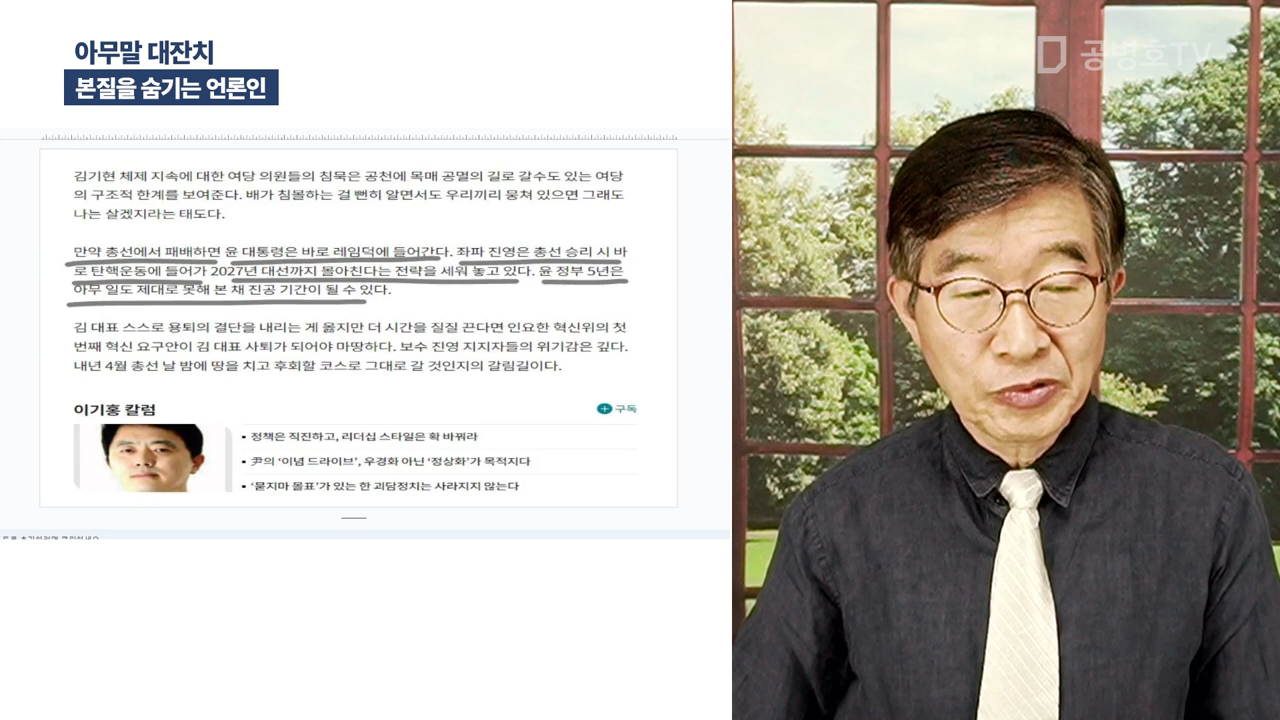 아무말 대잔치
본질을 숨기는 언론인
공병호TV
김기현 체제 지속에 대한 여당 의원들의 침묵은 공천에 목매 공멸의 길로 갈수도 있는 여당
의 구조적 한계를 보여준다. 배가 침몰하는 걸 뻔히 알면서도 우리끼리 뭉쳐 있으면 그래도
나는 살겠지라는 태도다.
만약 총선에서 패배하면 윤 대통령은 바로 레임덕에 들어간다. 좌파 진영은 총선 승리 시 바
로 탄핵운동에 들어가 2027년 대선까지 몰아친다는 전략을 세워 놓고 있다. 윤 정부 5년은
아무 일도 제대로 못해 본 채 진공 기간이 될 수 있다.
김 대표 스스로 용퇴의 결단을 내리는 게 옳지만 더 시간을 질질 끈다면 인요한 혁신위의 첫
번째 혁신 요구안이 김 대표 사퇴가 되어야 마땅하다. 보수 진영 지지자들의 위기감은 깊다.
내년 4월 총선 날 밤에 땅을 치고 후회할 코스로 그대로 갈 것인지의 갈림길이다.
이기홍 칼럼
구독
정책은 직진하고, 리더십 스타일은 확 바꿔라
尹의 ‘이념 드라이브’, 우경화 아닌 ‘정상화’가 목적지다
‘묻지마 몰표’가 있는 한 괴담정치는 사라지지 않는다